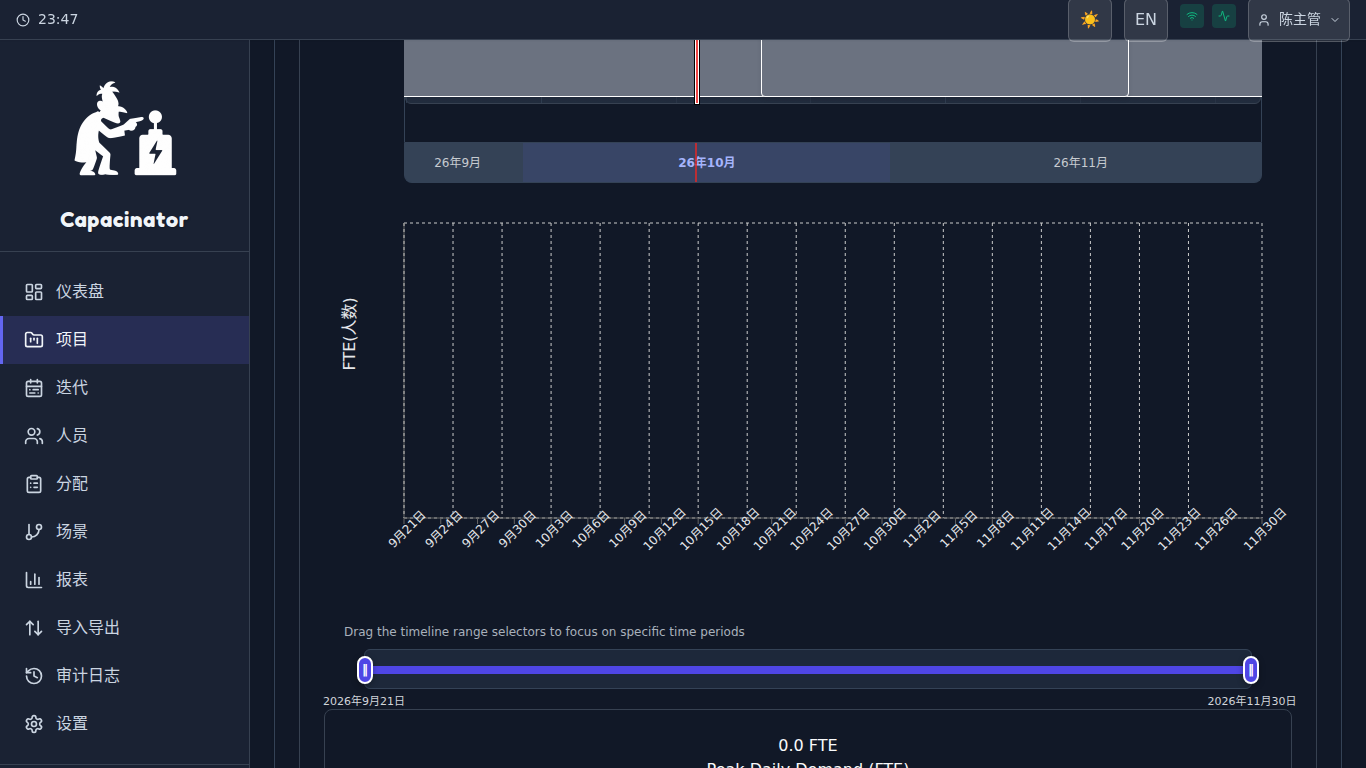 23:47
EN
陈主管
Capacinator
仪表盘
项目
迭代
人员
分配
场景
报表
导入导出
审计日志
设置
26年9月
26年10月
26年11月
FTE(人数)
9月21日
9月24日
9月27日
9月30日
10月3日
10月6日
10月9日
10月12日
10月15日
10月18日
10月21日
10月24日
10月27日
10月30日
11月2日
11月5日
11月8日
11月11日
11月14日
11月17日
11月20日
11月23日
11月26日
11月30日
Drag the timeline range selectors to focus on specific time periods
2026年9月21日
2026年11月30日
0.0 FTE
Peak Daily Demand (FTE)